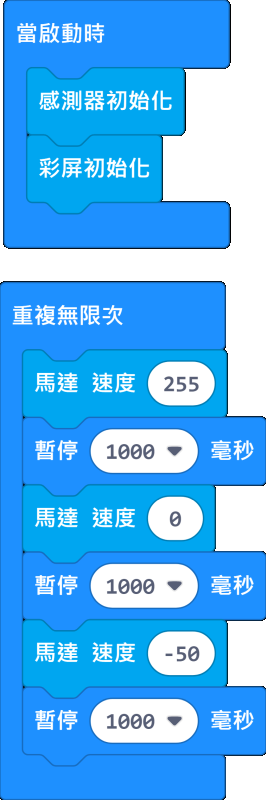 當啟動時
感測器初始化
彩屏初始化
重複無限次
馬達 速度 255
暫停 1000 毫秒
馬達 速度 0
暫停 1000 毫秒
馬達 速度 -50
暫停 1000 毫秒